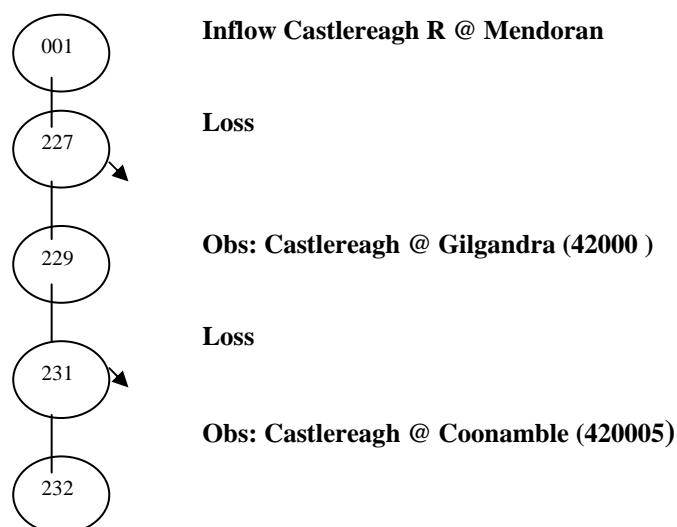 001 Inflow Castlereagh R @ Mendoran
227 Loss
229 Obs: Castlereagh @ Gilgandra (42000 )
231 Loss
232 Obs: Castlereagh @ Coonamble (420005)